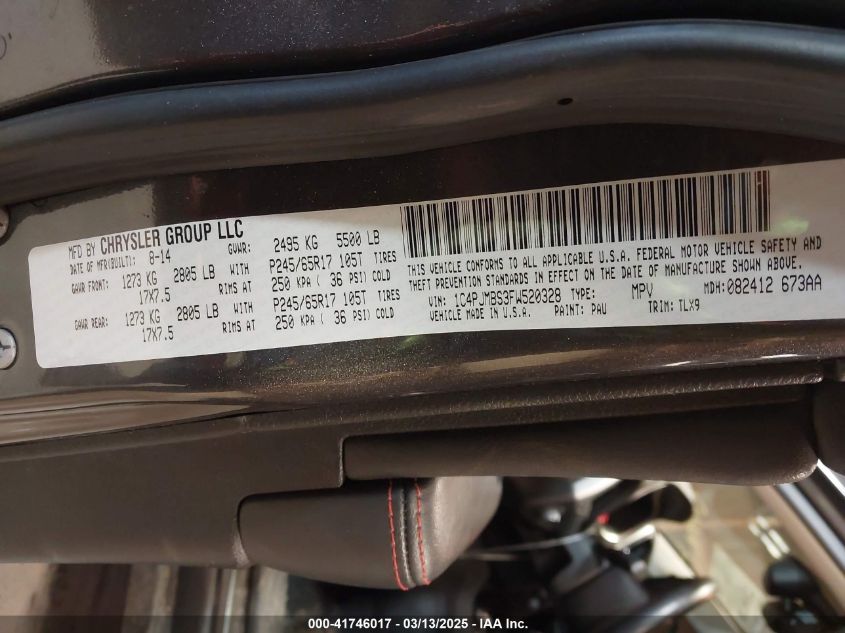 MFD BY CHRYSLER GROUP LLC
DATE OF MFR(BUILT): 8-14 GVWR: 2495 KG 5500 LB
GAWR FRONT: 1273 KG 2805 LB WITH P245/65R17 105T TIRES
17X7.5 RIMS AT 250 KPA ( 36 PSI) COLD
GAWR REAR: 1273 KG 2805 LB WITH P245/65R17 105T TIRES
17X7.5 RIMS AT 250 KPA ( 36 PSI) COLD
THIS VEHICLE CONFORMS TO ALL APPLICABLE U.S.A. FEDERAL MOTOR VEHICLE SAFETY AND
THEFT PREVENTION STANDARDS IN EFFECT ON THE DATE OF MANUFACTURE SHOWN ABOVE.
VIN: 1C4PJMBS3FW520328 TYPE: MPV MDH:082412 673AA
VEHICLE MADE IN U.S.A. PAINT: PAU TRIM: TLX9
000-41746017 - 03/13/2025 - IAA Inc.